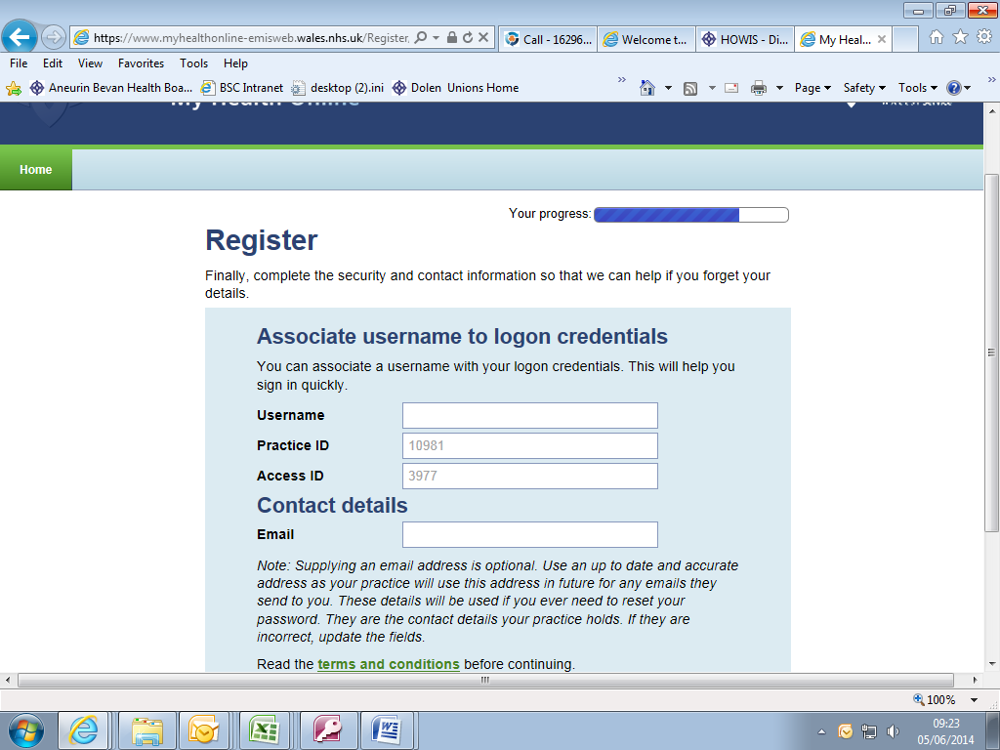 https://www.myhealthonline-emisweb.wales.nhs.uk/Register,
Call - 16296...
Welcome t...
HOWIS - Di...
My Heal...
File Edit View Favorites Tools Help
Aneurin Bevan Health Boa... BSC Intranet desktop (2).ini Dolen Unions Home
Page Safety Tools
My Health Online
Home
Your progress:
Register
Finally, complete the security and contact information so that we can help if you forget your
details.
Associate username to logon credentials
You can associate a username with your logon credentials. This will help you
sign in quickly.
Username
Practice ID 10981
Access ID 3977
Contact details
Email
Note: Supplying an email address is optional. Use an up to date and accurate
address as your practice will use this address in future for any emails they
send to you. These details will be used if you ever need to reset your
password. They are the contact details your practice holds. If they are
incorrect, update the fields.
Read the terms and conditions before continuing.
100%
09:23
05/06/2014